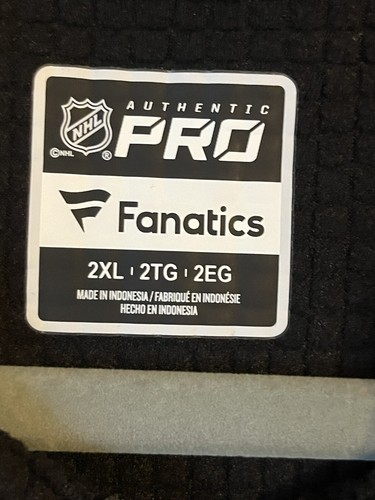 AUTHENTIC
NHL
PRO
©NHL ®
Fanatics
2XL | 2TG | 2EG
MADE IN INDONESIA / FABRIQUÉ EN INDONÉSIE
HECHO EN INDONESIA